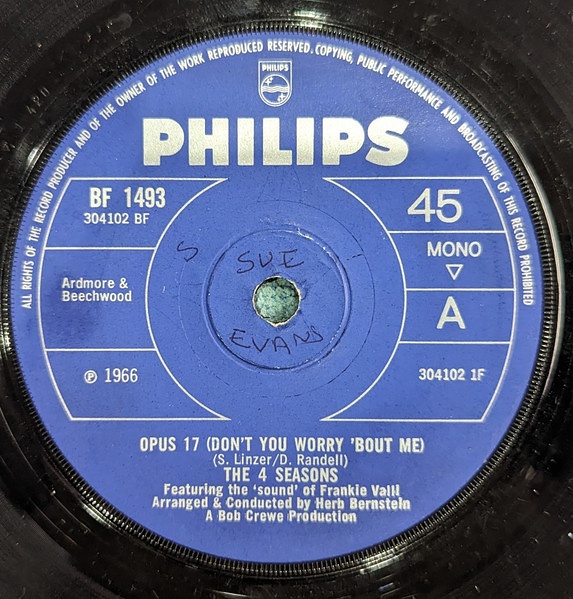 ALL RIGHTS OF THE RECORD PRODUCER AND OF THE OWNER OF THE WORK REPRODUCED RESERVED. COPYING, PUBLIC PERFORMANCE AND BROADCASTING OF THIS RECORD PROHIBITED
PHILIPS
PHILIPS
BF 1493
304102 BF
45
MONO
Ardmore &
Beechwood
A
℗ 1966
304102 1F
S
SUE
EVANS
OPUS 17 (DON'T YOU WORRY 'BOUT ME)
(S. Linzer/D. Randell)
THE 4 SEASONS
Featuring the 'sound' of Frankie Valli
Arranged & Conducted by Herb Bernstein
A Bob Crewe Production